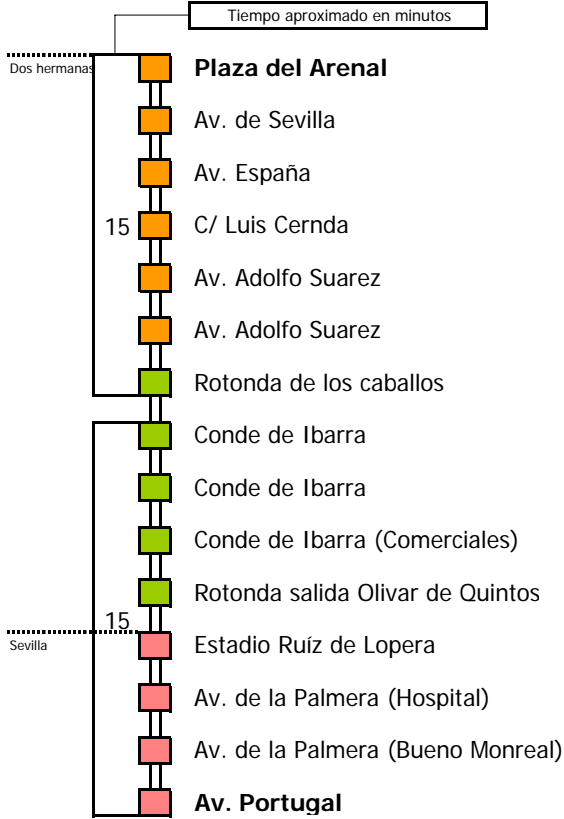 Tiempo aproximado en minutos
Dos hermanas
Plaza del Arenal
Av. de Sevilla
Av. España
15
C/ Luis Cernda
Av. Adolfo Suarez
Av. Adolfo Suarez
Rotonda de los caballos
Conde de Ibarra
Conde de Ibarra
Conde de Ibarra (Comerciales)
Rotonda salida Olivar de Quintos
15
Sevilla
Estadio Ruíz de Lopera
Av. de la Palmera (Hospital)
Av. de la Palmera (Bueno Monreal)
Av. Portugal